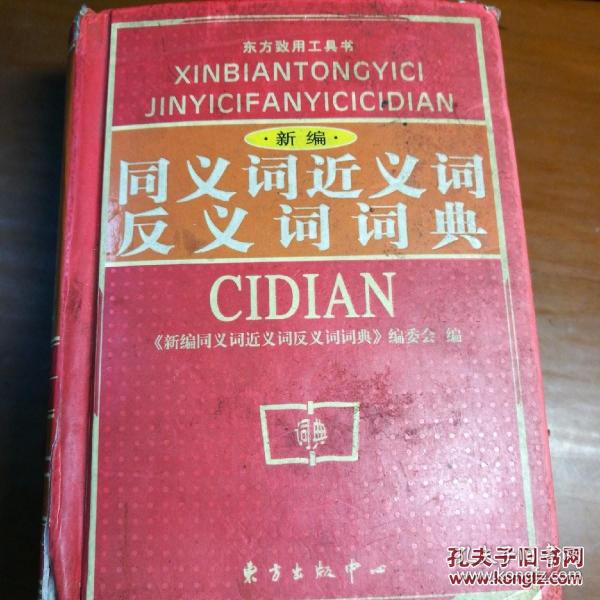 东方致用工具书
XINBIANTONGYICI
JINYICIFANYICICIDIAN
·新编·
同义词近义词
反义词词典
CIDIAN
《新编同义词近义词反义词词典》编委会 编
词典
东方出版中心
孔夫子旧书网
www.kongfz.com